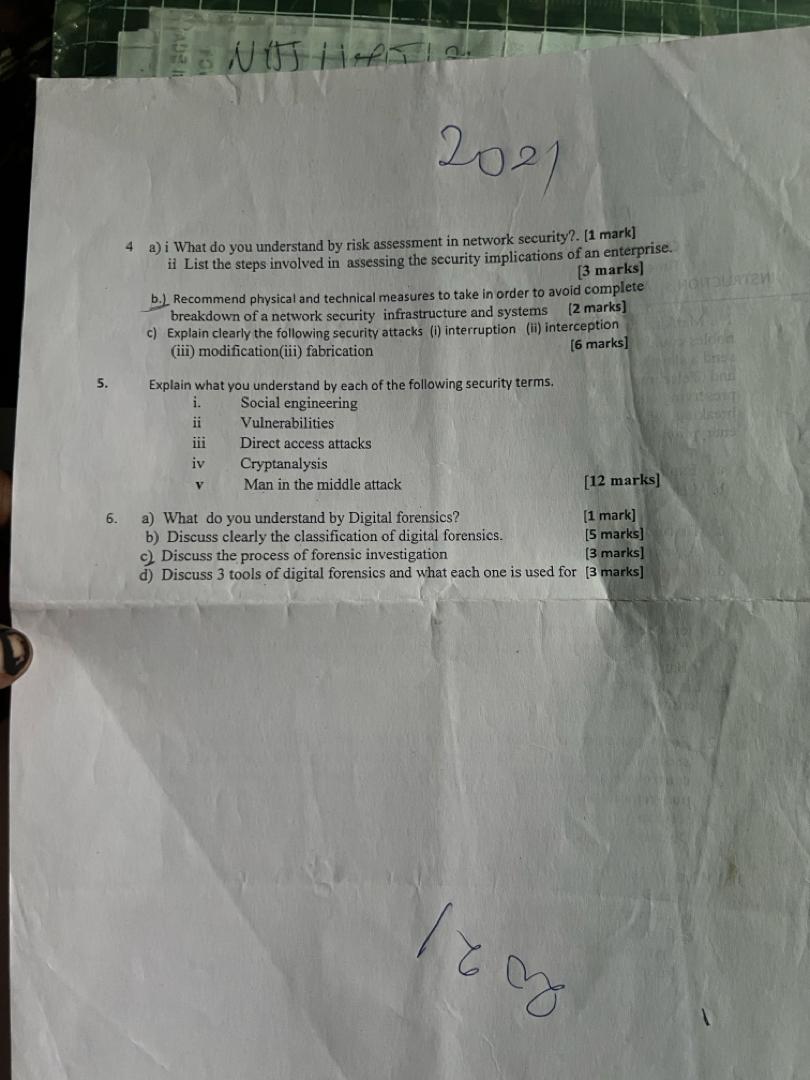 2021
4 a) i What do you understand by risk assessment in network security?. [1 mark]
ii List the steps involved in assessing the security implications of an enterprise.
[3 marks]
b.) Recommend physical and technical measures to take in order to avoid complete
breakdown of a network security infrastructure and systems [2 marks]
c) Explain clearly the following security attacks (i) interruption (ii) interception
(iii) modification(iii) fabrication [6 marks]
5. Explain what you understand by each of the following security terms.
i. Social engineering
ii Vulnerabilities
iii Direct access attacks
iv Cryptanalysis
v Man in the middle attack [12 marks]
6. a) What do you understand by Digital forensics? [1 mark]
b) Discuss clearly the classification of digital forensics. [5 marks]
c) Discuss the process of forensic investigation [3 marks]
d) Discuss 3 tools of digital forensics and what each one is used for [3 marks]